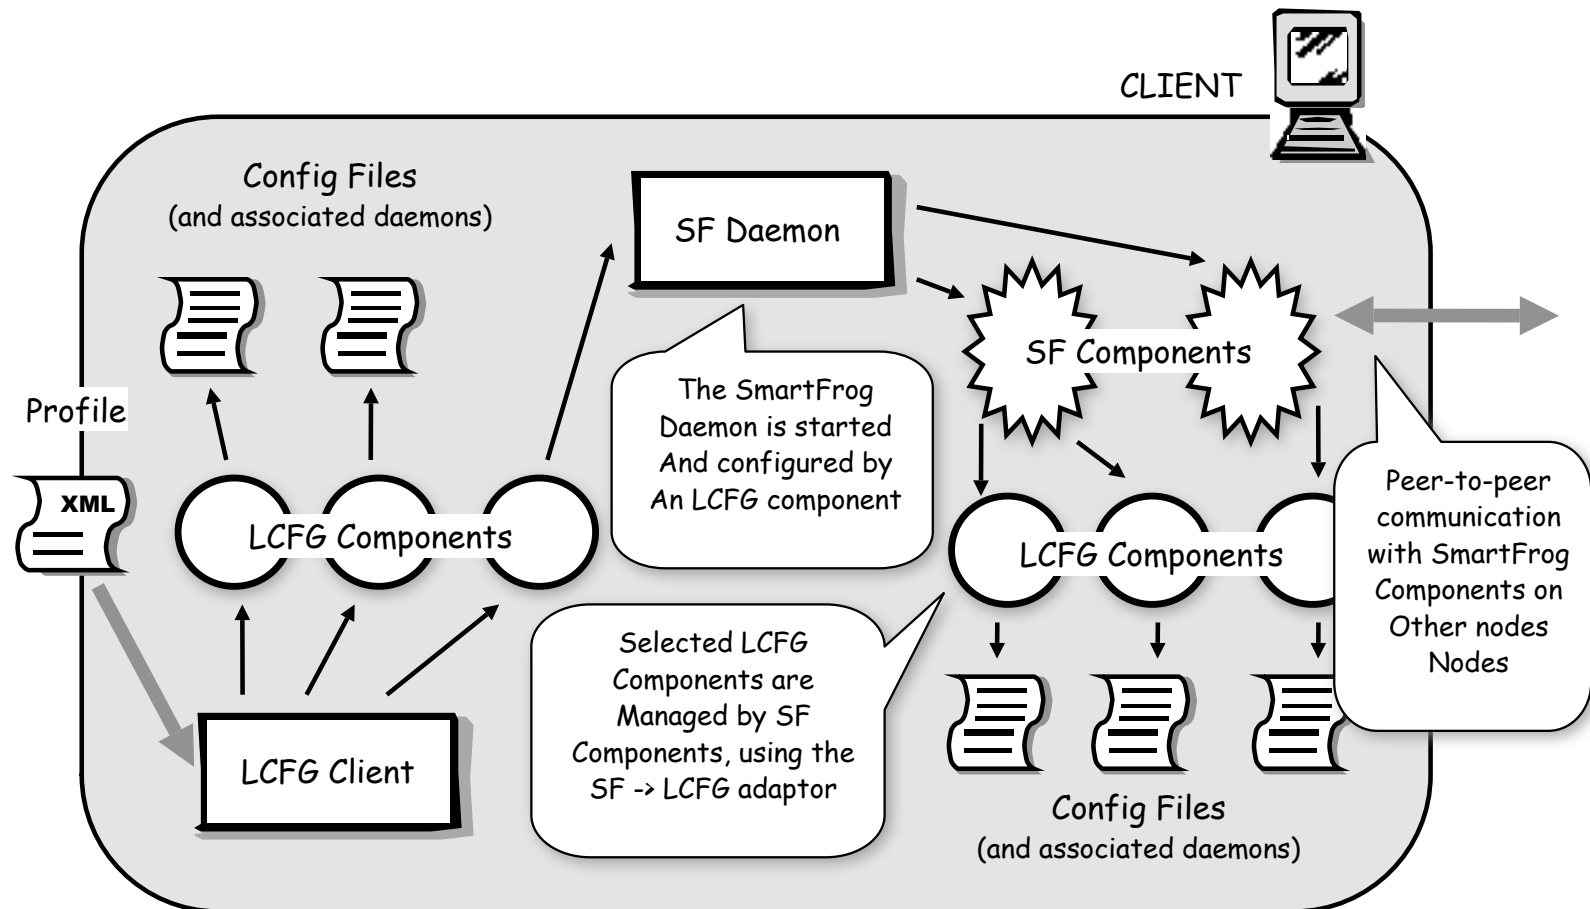 CLIENT
Config Files
(and associated daemons)
SF Daemon
SF Components
The SmartFrog
Daemon is started
And configured by
An LCFG component
Profile
XML
LCFG Components
LCFG Components
Peer-to-peer
communication
with SmartFrog
Components on
Other nodes
Nodes
Selected LCFG
Components are
Managed by SF
Components, using the
SF -> LCFG adaptor
LCFG Client
Config Files
(and associated daemons)